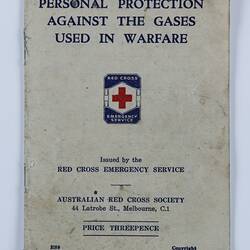 PERSONAL PROTECTION
AGAINST THE GASES
USED IN WARFARE
RED CROSS
EMERGENCY
SERVICE
Issued by the
RED CROSS EMERGENCY SERVICE
AUSTRALIAN RED CROSS SOCIETY
44 Latrobe St., Melbourne, C.1
PRICE THREEPENCE
Copyright